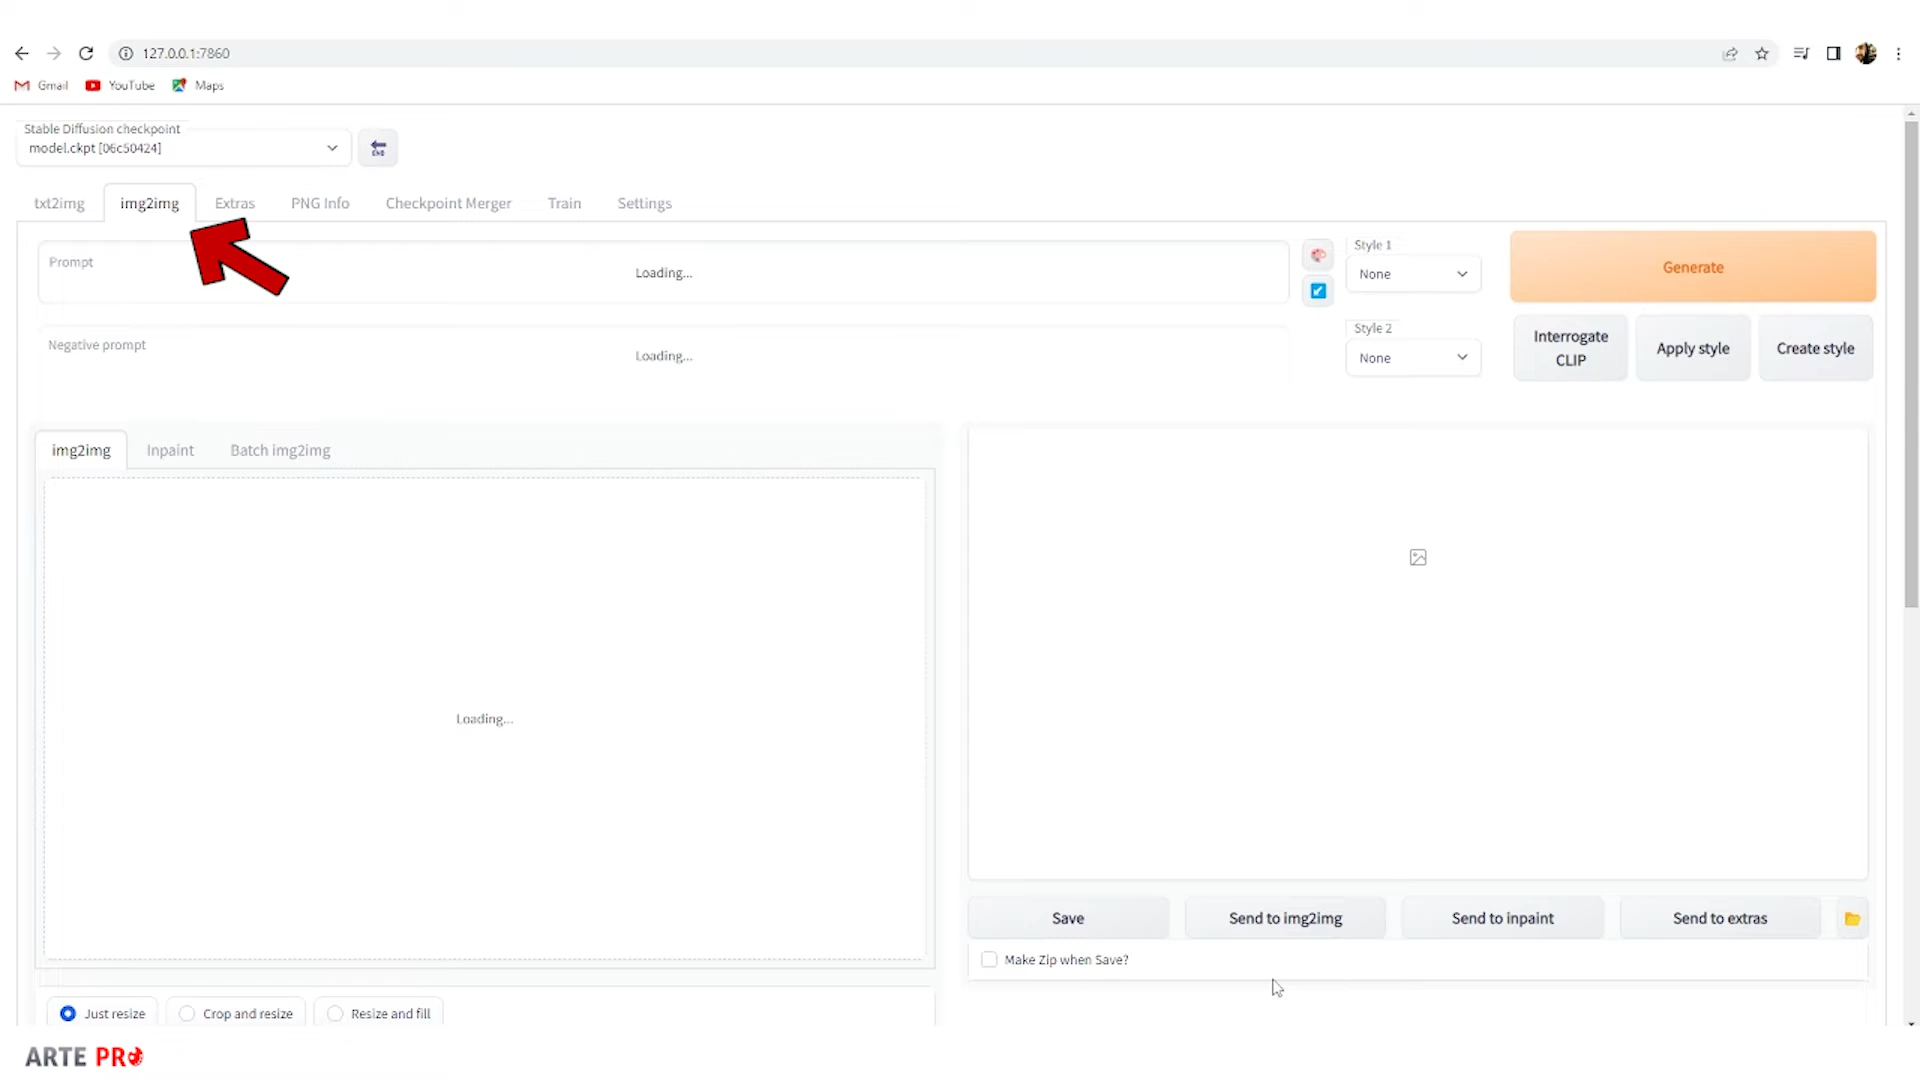 127.0.0.1:7860
Gmail YouTube Maps
Stable Diffusion checkpoint
model.ckpt [06c50424]
END
txt2img img2img Extras PNG Info Checkpoint Merger Train Settings
Prompt
Loading...
Style 1
None
Generate
Negative prompt
Loading...
Style 2
None
Interrogate
CLIP
Apply style
Create style
img2img Inpaint Batch img2img
Loading...
Save Send to img2img Send to inpaint Send to extras
Make Zip when Save?
Just resize Crop and resize Resize and fill
ARTE PRO